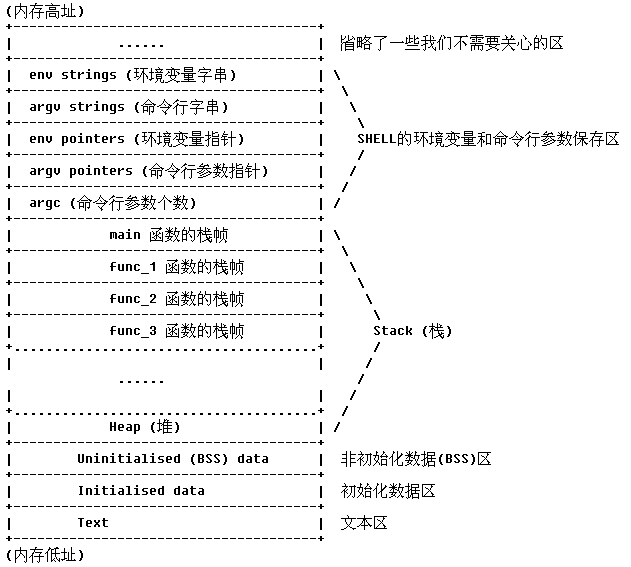 (内存高址)
...... 省略了一些我们不需要关心的区
env strings (环境变量字串)
argv strings (命令行字串)
env pointers (环境变量指针) SHELL的环境变量和命令行参数保存区
argv pointers (命令行参数指针)
argc (命令行参数个数)
main 函数的栈帧
func_1 函数的栈帧
func_2 函数的栈帧
func_3 函数的栈帧 Stack (栈)
......
Heap (堆)
Uninitialised (BSS) data 非初始化数据(BSS)区
Initialised data 初始化数据区
Text 文本区
(内存低址)